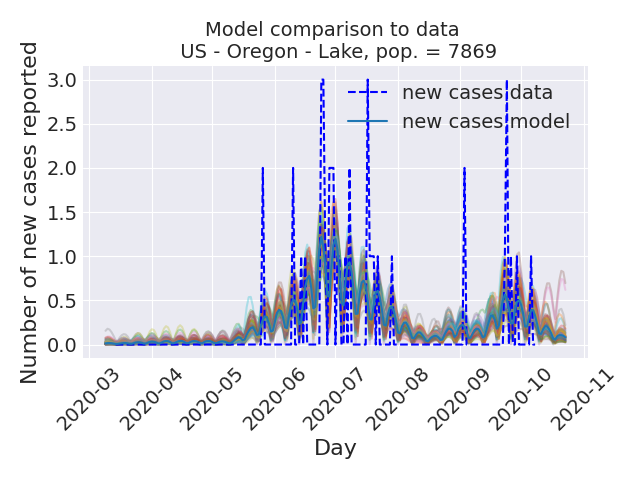 Model comparison to data
US - Oregon - Lake, pop. = 7869
Number of new cases reported
3.0
2.5
2.0
1.5
1.0
0.5
0.0
new cases data
new cases model
2020-03
2020-04
2020-05
2020-06
2020-07
2020-08
2020-09
2020-10
2020-11
Day